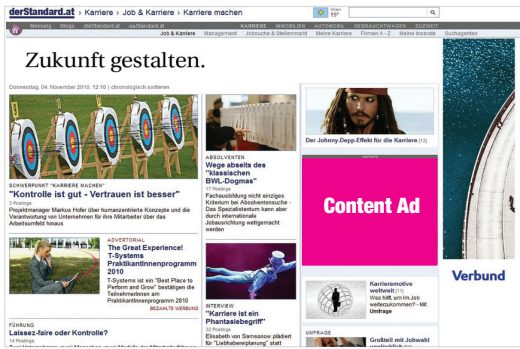 derStandard.at › Karriere › Job & Karriere › Karriere machen
Wien
15°
Meinung Blogs dieStandard.at daStandard.at KARRIERE IMMOBILIEN AUTOMOBIL GEBRAUCHTWAGEN ZUZWEIT
Job & Karriere Management Jobsuche & Stellenmarkt Meine Karriere Firmen A - Z Meine Inserate Suchagenten
Zukunft gestalten.
Donnerstag, 04. November 2010, 12:10 | chronologisch sortieren
SCHWERPUNKT "KARRIERE MACHEN"
"Kontrolle ist gut - Vertrauen ist besser"
3 Postings
Projektmanager Markus Hofer über humanzentrierte Konzepte und die
Verantwortung von Unternehmen für ihre Mitarbeiter über das
Arbeitsumfeld hinaus
ADVERTORIAL
The Great Experience!
T-Systems
PraktikantInnenprogramm
2010
T-Systems ist ein "Best Place to
Perform and Grow" bestätigen die
TeilnehmerInnen am
PraktikantInnenprogramm 2010
BEZAHLTE WERBUNG
FÜHRUNG
Laissez-faire oder Kontrolle?
14 Postings
ABSOLVENTEN
Wege abseits des
"klassischen
BWL-Dogmas"
17 Postings
Fachausbildung nicht einziges
Kriterium bei Absolventensuche -
Das Spezialistentum kann aber
durch internationale
Jobausrichtung wettgemacht
werden
INTERVIEW
"Karriere ist ein
Phantasiebegriff"
32 Postings
Elisabeth von Samsonow plädiert
für "Liebhabereiplanung" statt
Der Johnny-Depp-Effekt für die Karriere [13]
Content Ad
Karrieremotive
weltweit [11]
Was hilft, um im Job
weiterzukommen? - Mit
Umfrage
UMFRAGE
Großteil mit Jobwahl
Verbund